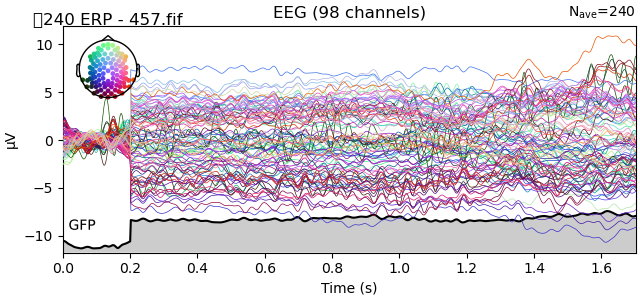 240 ERP - 457.fif
EEG (98 channels)
Nave=240
10
5
0
−5
−10
µV
GFP
0.0 0.2 0.4 0.6 0.8 1.0 1.2 1.4 1.6
Time (s)